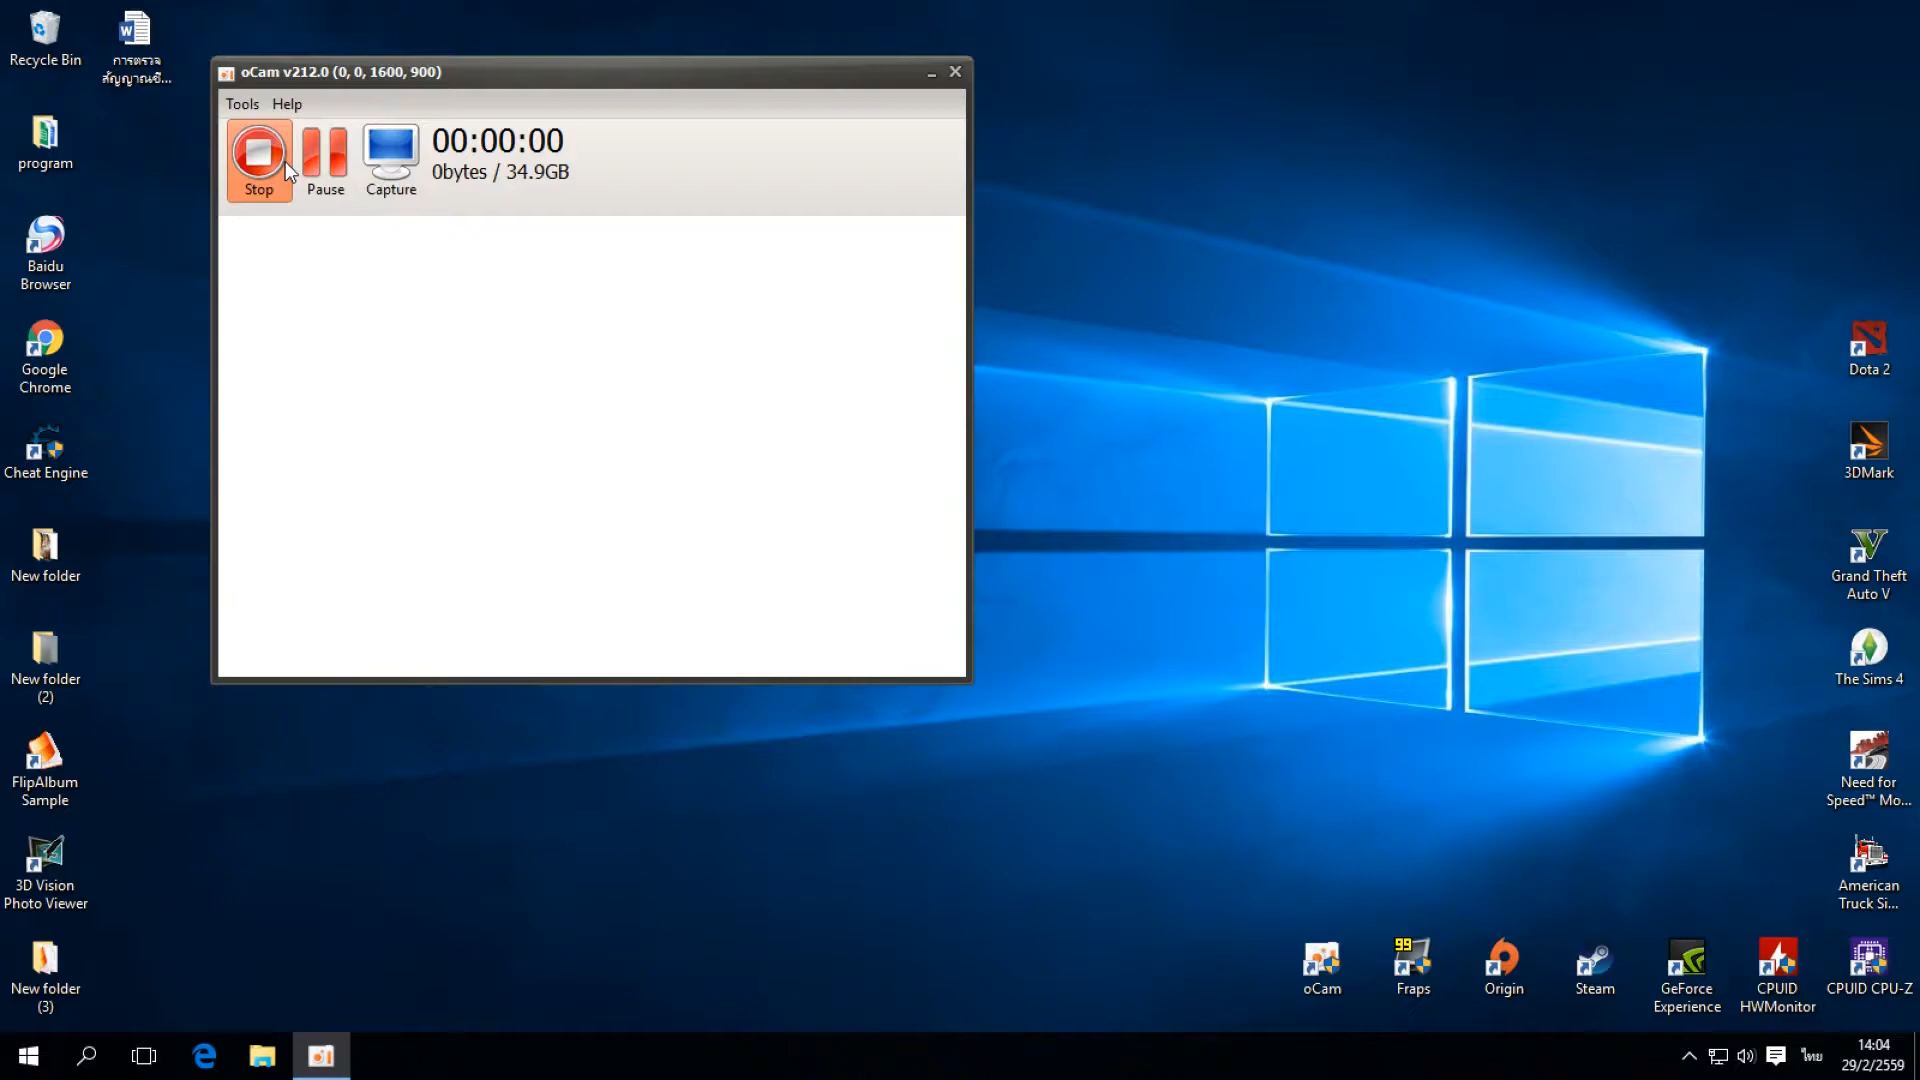 Recycle Bin
การตรวจ
สัญญาณชี...
program
Baidu
Browser
Google
Chrome
Cheat Engine
New folder
New folder
(2)
FlipAlbum
Sample
3D Vision
Photo Viewer
New folder
(3)
oCam v212.0 (0, 0, 1600, 900)
Tools Help
00:00:00
0bytes / 34.9GB
Stop Pause Capture
Dota 2
3DMark
Grand Theft
Auto V
The Sims 4
Need for
Speed™ Mo...
American
Truck Si...
99
oCam
Fraps
Origin
Steam
GeForce
Experience
CPUID
HWMonitor
CPUID CPU-Z
ไทย
14:04
29/2/2559